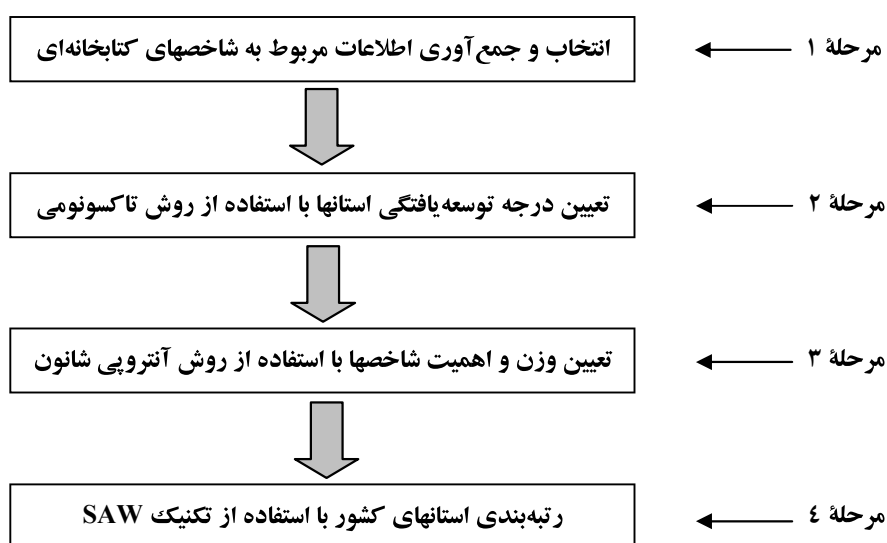 مرحلهٔ ۱
انتخاب و جمع‌آوری اطلاعات مربوط به شاخصهای کتابخانه‌ای
مرحلهٔ ۲
تعیین درجه توسعه‌یافتگی استانها با استفاده از روش تاکسونومی
مرحلهٔ ۳
تعیین وزن و اهمیت شاخصها با استفاده از روش آنتروپی شانون
مرحلهٔ ٤
رتبه‌بندی استانهای کشور با استفاده از تکنیک SAW